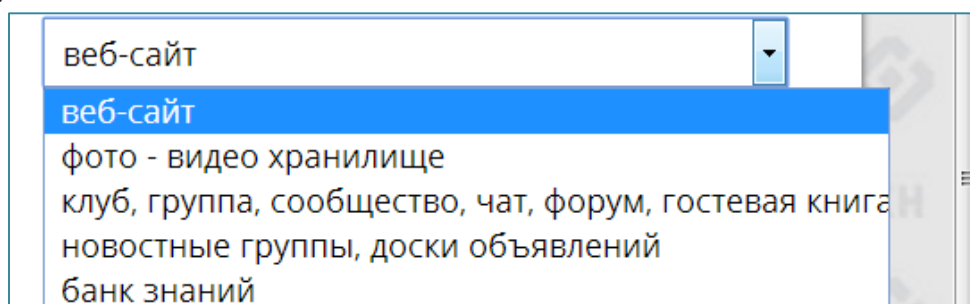 веб-сайт
веб-сайт
фото - видео хранилище
клуб, группа, сообщество, чат, форум, гостевая книга
новостные группы, доски объявлений
банк знаний